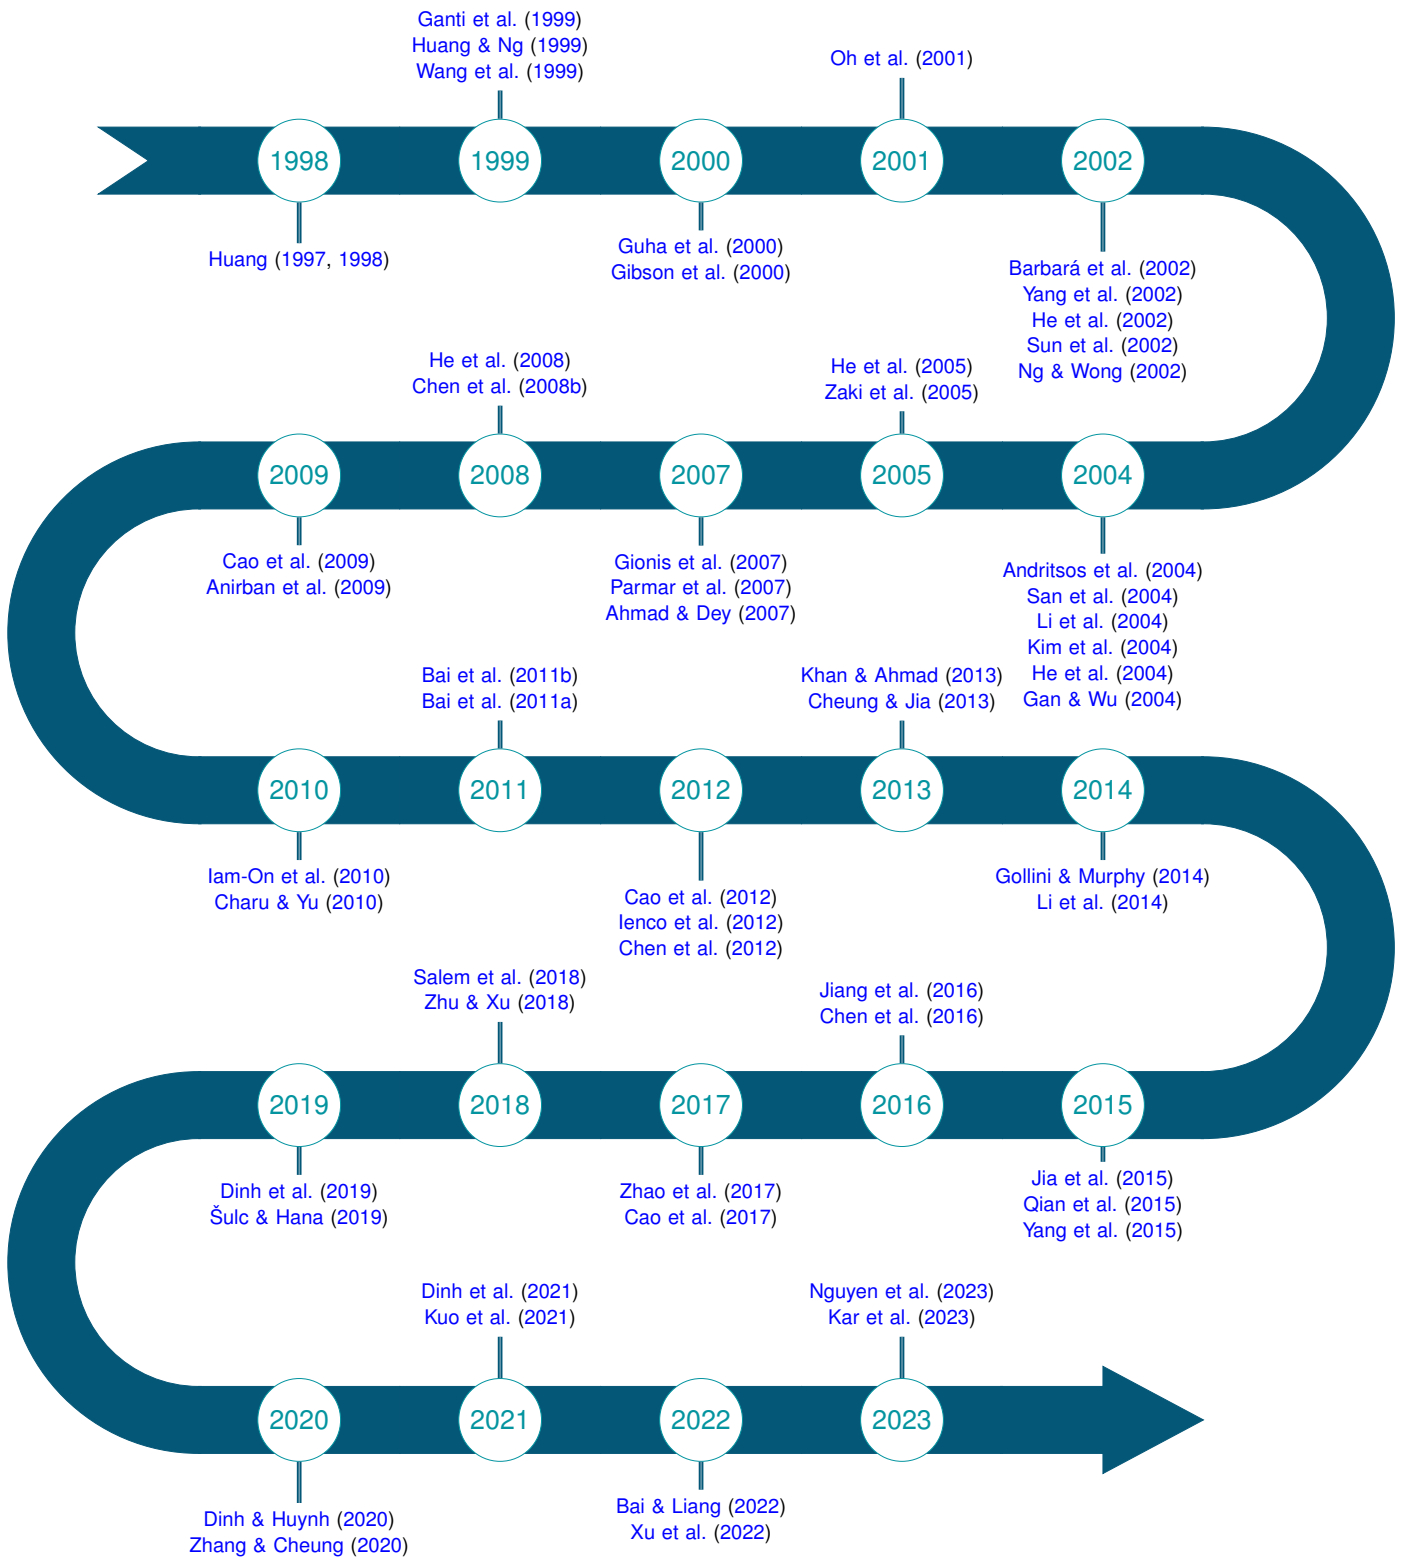 Ganti et al. (1999)
Huang & Ng (1999)
Wang et al. (1999)
Oh et al. (2001)
1998
1999
2000
2001
2002
Huang (1997, 1998)
Guha et al. (2000)
Gibson et al. (2000)
Barbará et al. (2002)
Yang et al. (2002)
He et al. (2002)
Sun et al. (2002)
Ng & Wong (2002)
He et al. (2008)
Chen et al. (2008b)
He et al. (2005)
Zaki et al. (2005)
2009
2008
2007
2005
2004
Cao et al. (2009)
Anirban et al. (2009)
Gionis et al. (2007)
Parmar et al. (2007)
Ahmad & Dey (2007)
Andritsos et al. (2004)
San et al. (2004)
Li et al. (2004)
Kim et al. (2004)
He et al. (2004)
Gan & Wu (2004)
Bai et al. (2011b)
Bai et al. (2011a)
Khan & Ahmad (2013)
Cheung & Jia (2013)
2010
2011
2012
2013
2014
Iam-On et al. (2010)
Charu & Yu (2010)
Cao et al. (2012)
Ienco et al. (2012)
Chen et al. (2012)
Gollini & Murphy (2014)
Li et al. (2014)
Salem et al. (2018)
Zhu & Xu (2018)
Jiang et al. (2016)
Chen et al. (2016)
2019
2018
2017
2016
2015
Dinh et al. (2019)
Šulc & Hana (2019)
Zhao et al. (2017)
Cao et al. (2017)
Jia et al. (2015)
Qian et al. (2015)
Yang et al. (2015)
Dinh et al. (2021)
Kuo et al. (2021)
Nguyen et al. (2023)
Kar et al. (2023)
2020
2021
2022
2023
Dinh & Huynh (2020)
Zhang & Cheung (2020)
Bai & Liang (2022)
Xu et al. (2022)